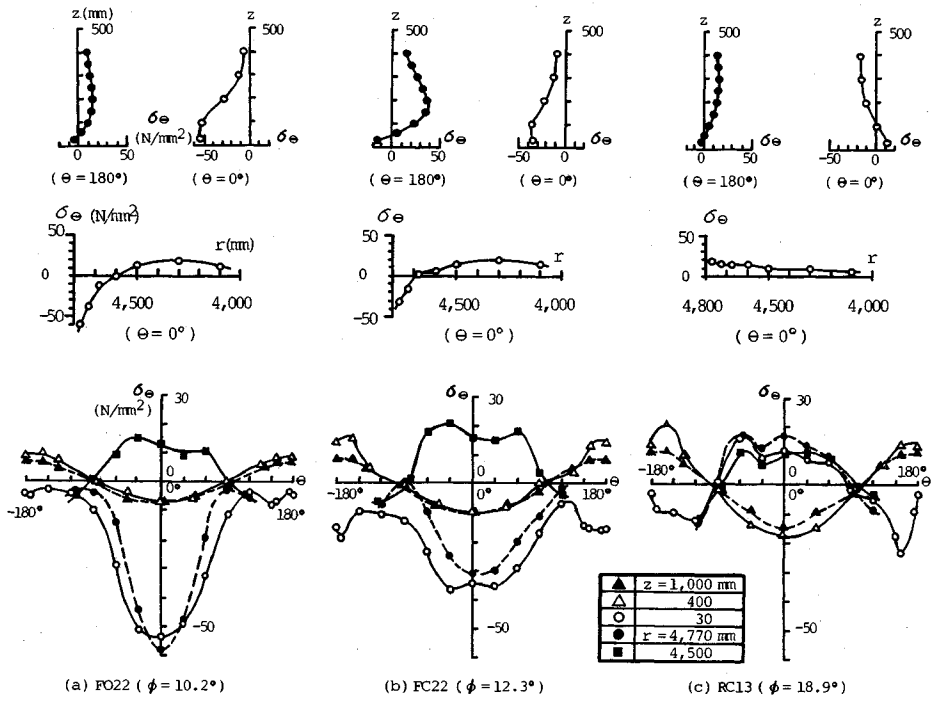 z (mm) z z z z z
500 500 500 500 500 500
σθ σθ σθ σθ σθ σθ
(N/mm²)
0 50 -50 0 0 50 -50 0 0 50 -50 0
(θ=180°) (θ=0°) (θ=180°) (θ=0°) (θ=180°) (θ=0°)
σθ (N/mm²) σθ σθ
50 r(mm) 50 r 50 r
0 0 0
4,500 4,000 4,500 4,000 4,800 4,500 4,000
-50 -50
(θ=0°) (θ=0°) (θ=0°)
σθ 30 σθ 30 σθ 30
(N/mm²)
0 0 0
-180° 0° 180° θ -180° 0° 180° θ -180° 0° 180° θ
-50 -50 -50
▲ z=1,000 mm
△ 400
○ 30
● r=4,770 mm
■ 4,500
(a) FO22 (ϕ=10.2°) (b) FC22 (ϕ=12.3°) (c) RC13 (ϕ=18.9°)